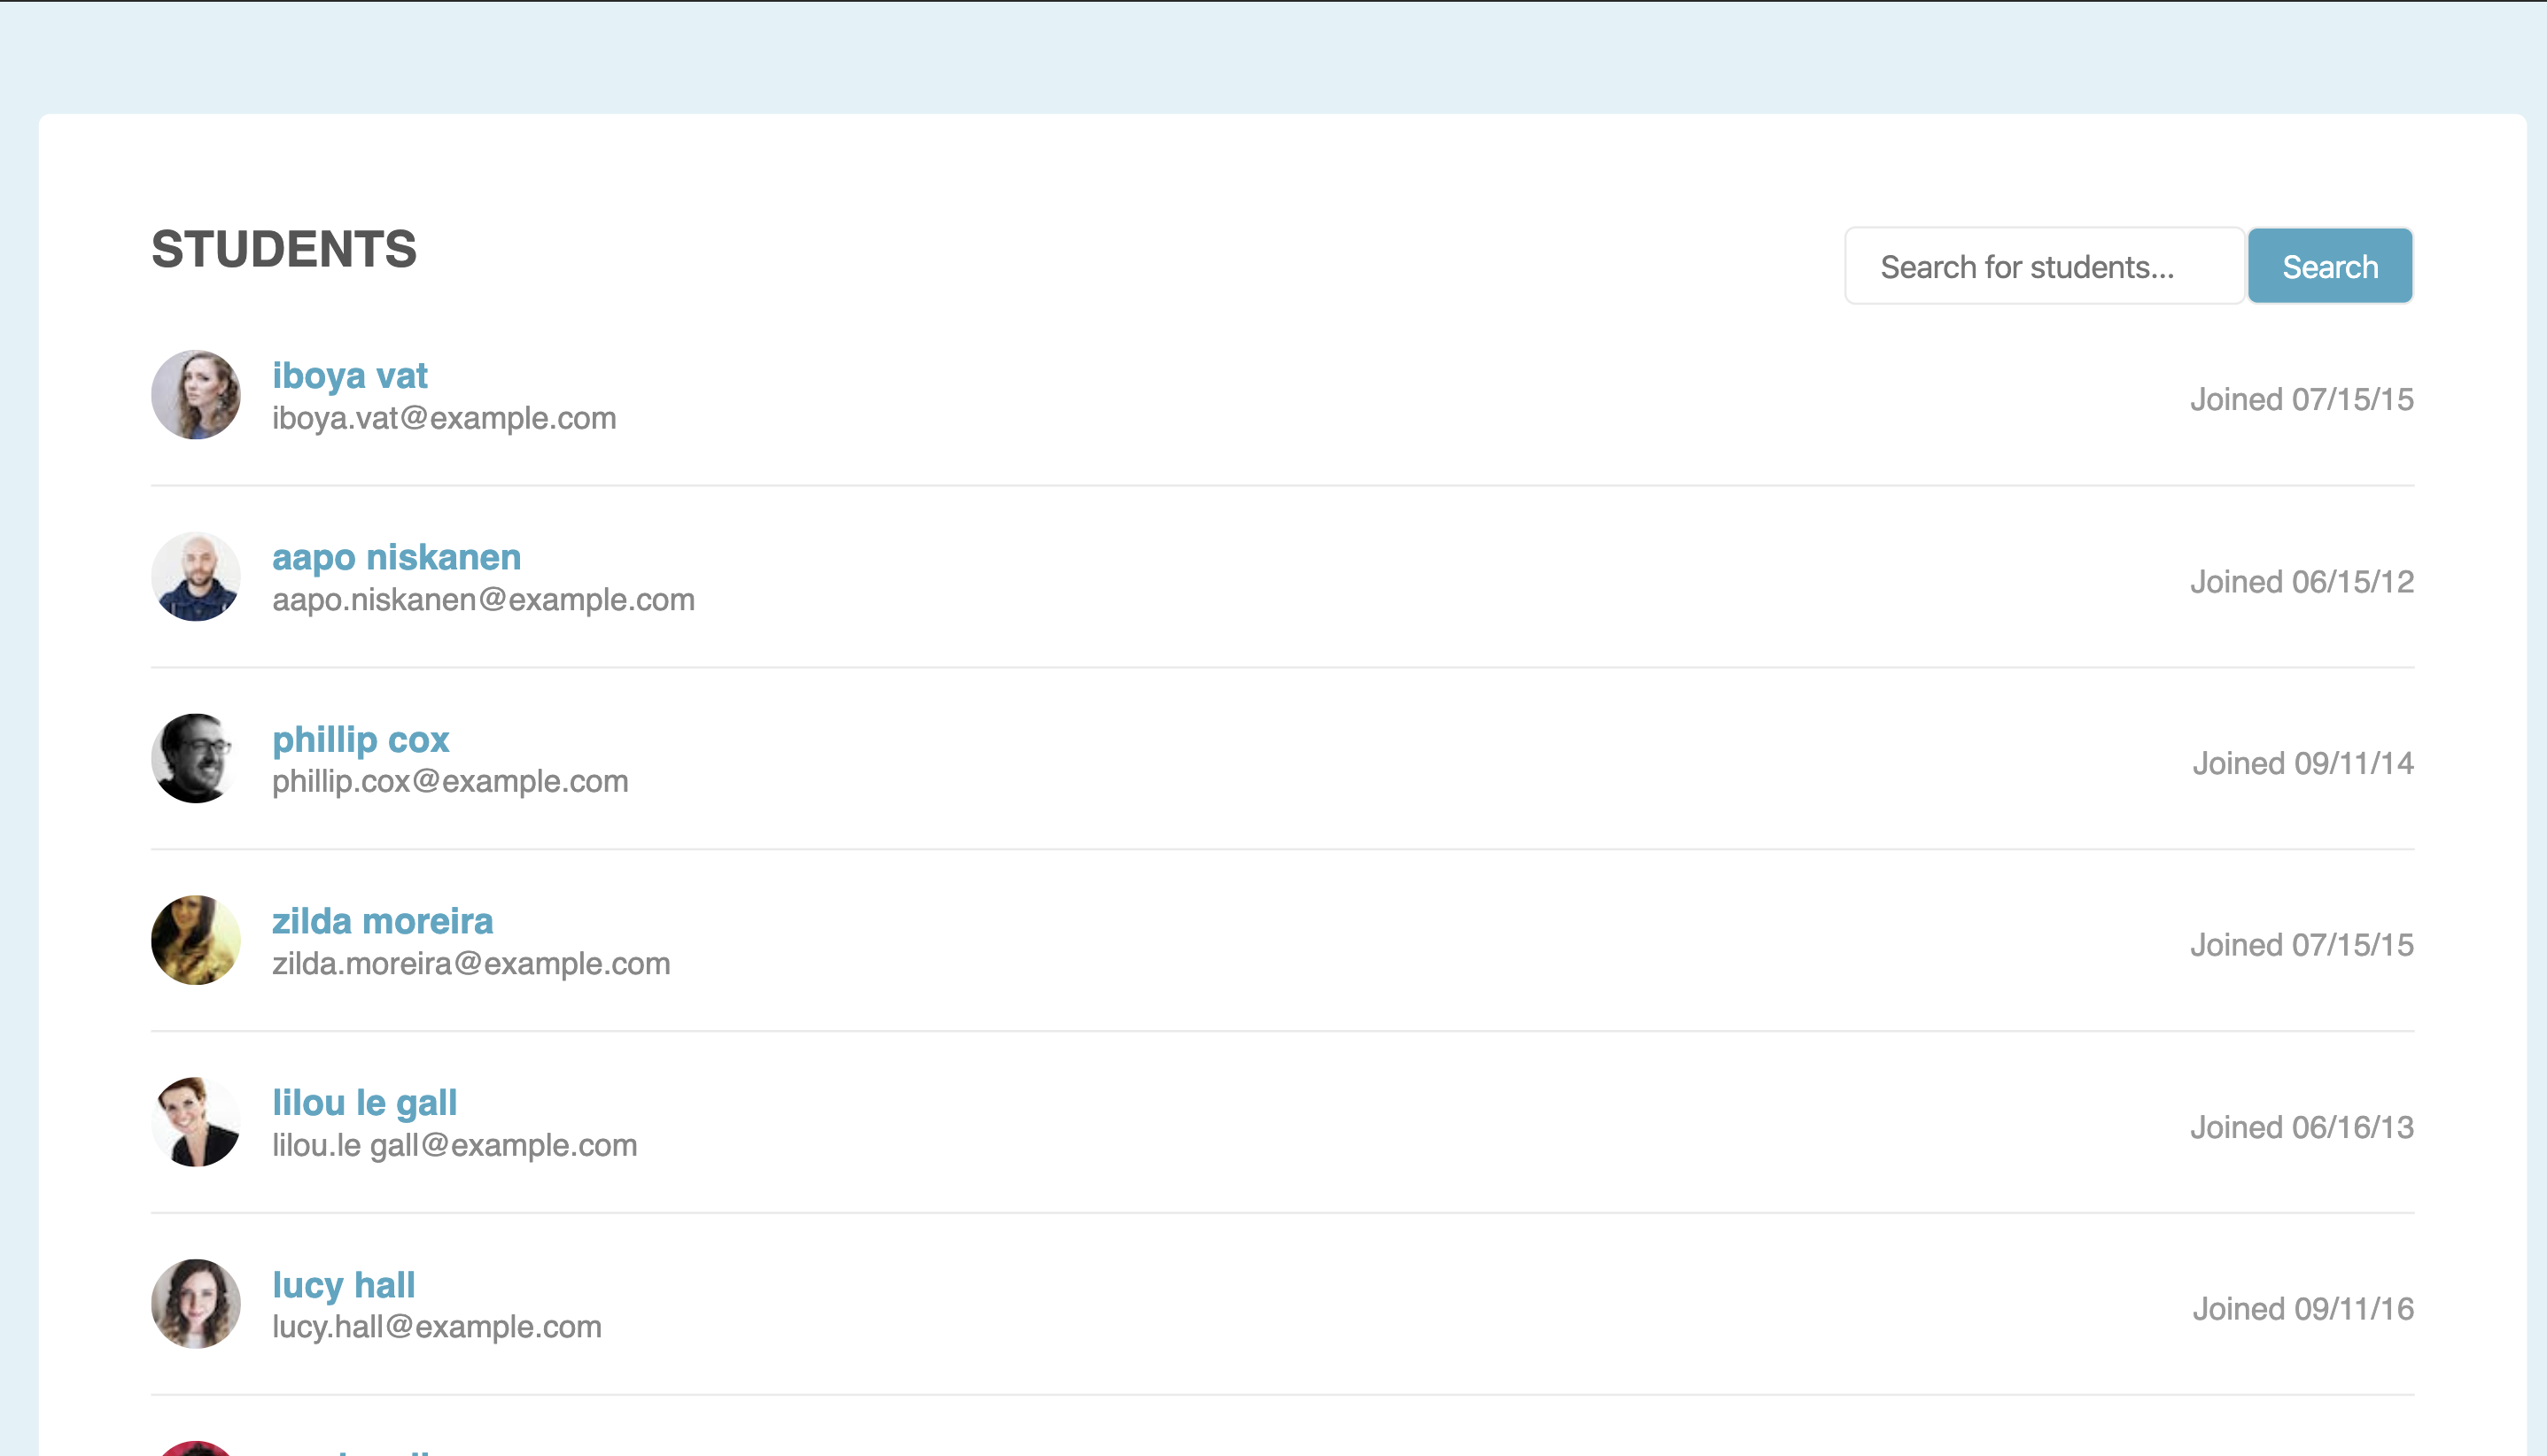 STUDENTS
Search for students...
Search
iboya vat
iboya.vat@example.com
Joined 07/15/15
aapo niskanen
aapo.niskanen@example.com
Joined 06/15/12
phillip cox
phillip.cox@example.com
Joined 09/11/14
zilda moreira
zilda.moreira@example.com
Joined 07/15/15
lilou le gall
lilou.le gall@example.com
Joined 06/16/13
lucy hall
lucy.hall@example.com
Joined 09/11/16